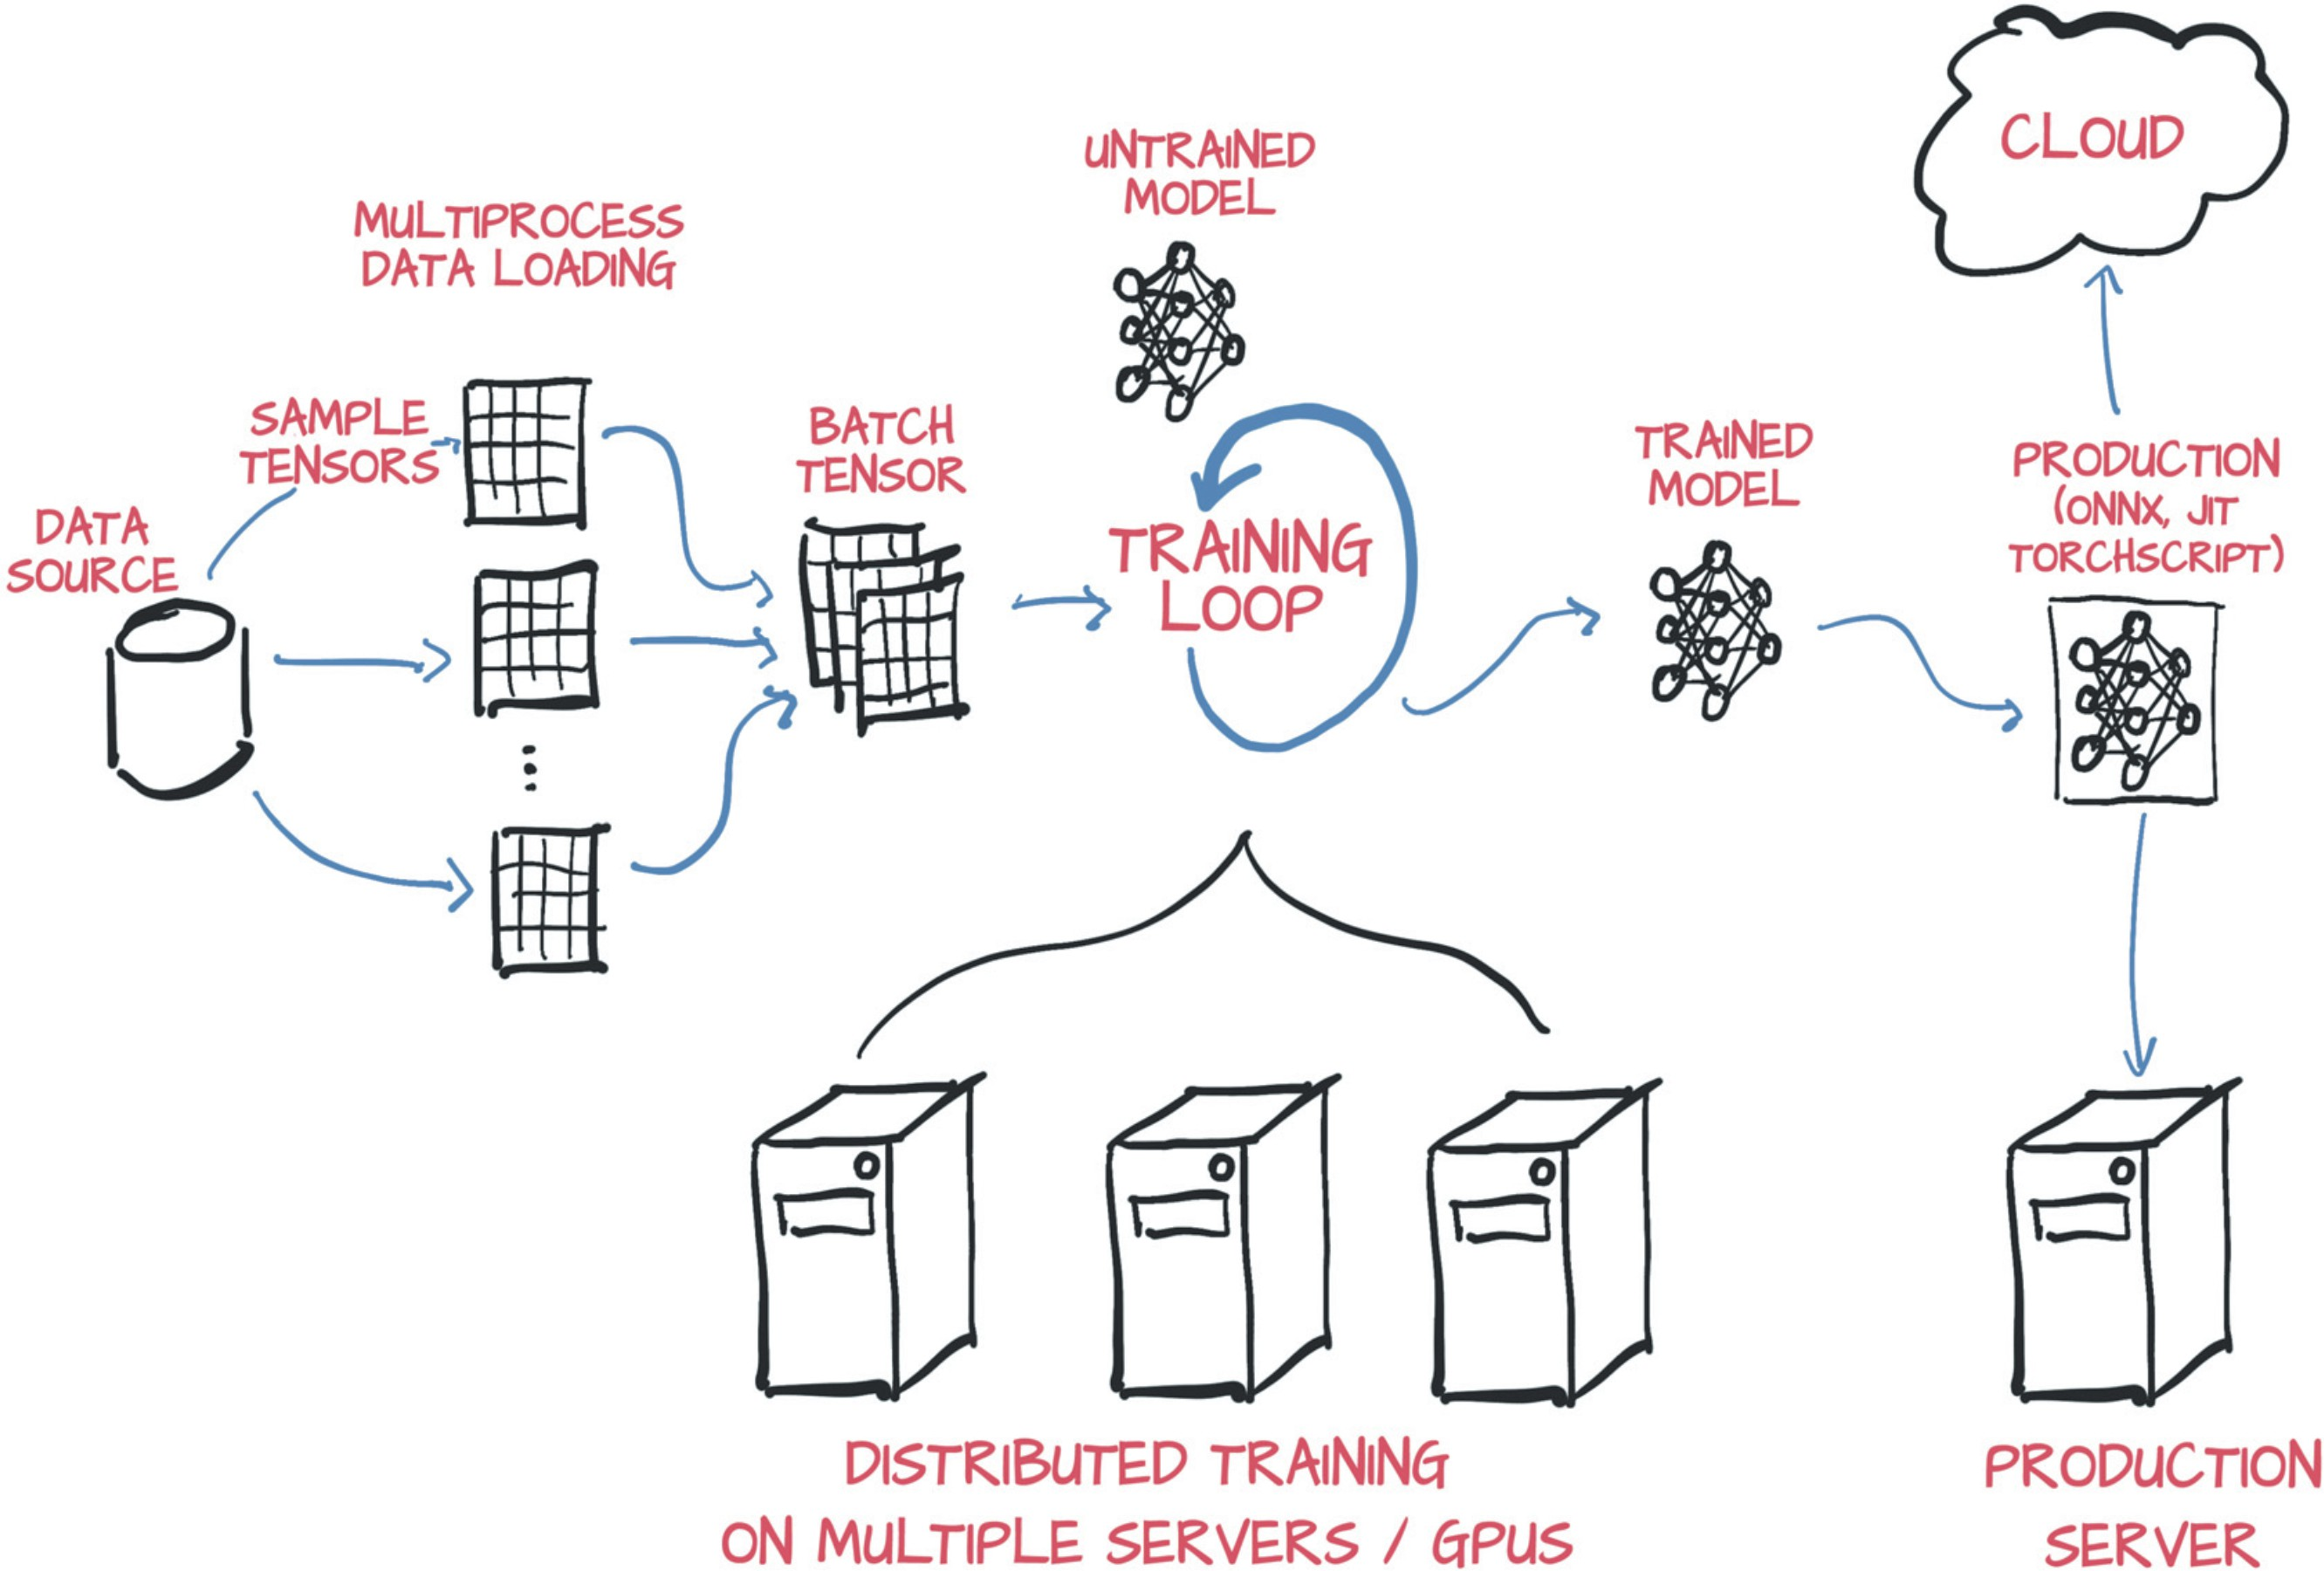 CLOUD
UNTRAINED
MODEL
MULTIPROCESS
DATA LOADING
SAMPLE
TENSORS
BATCH
TENSOR
DATA
SOURCE
TRAINING
LOOP
TRAINED
MODEL
PRODUCTION
(ONNX, JIT
TORCHSCRIPT)
DISTRIBUTED TRAINING
ON MULTIPLE SERVERS / GPUS
PRODUCTION
SERVER